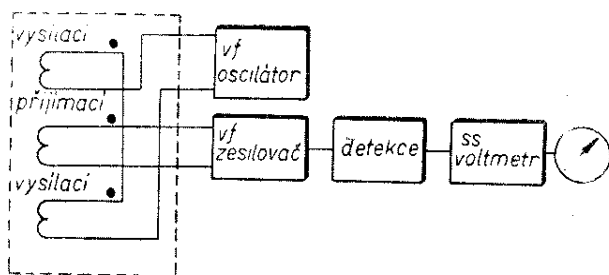 vysílací
přijímací
vysílací
vf
oscilátor
vf
zesilovač
detekce
ss
voltmetr